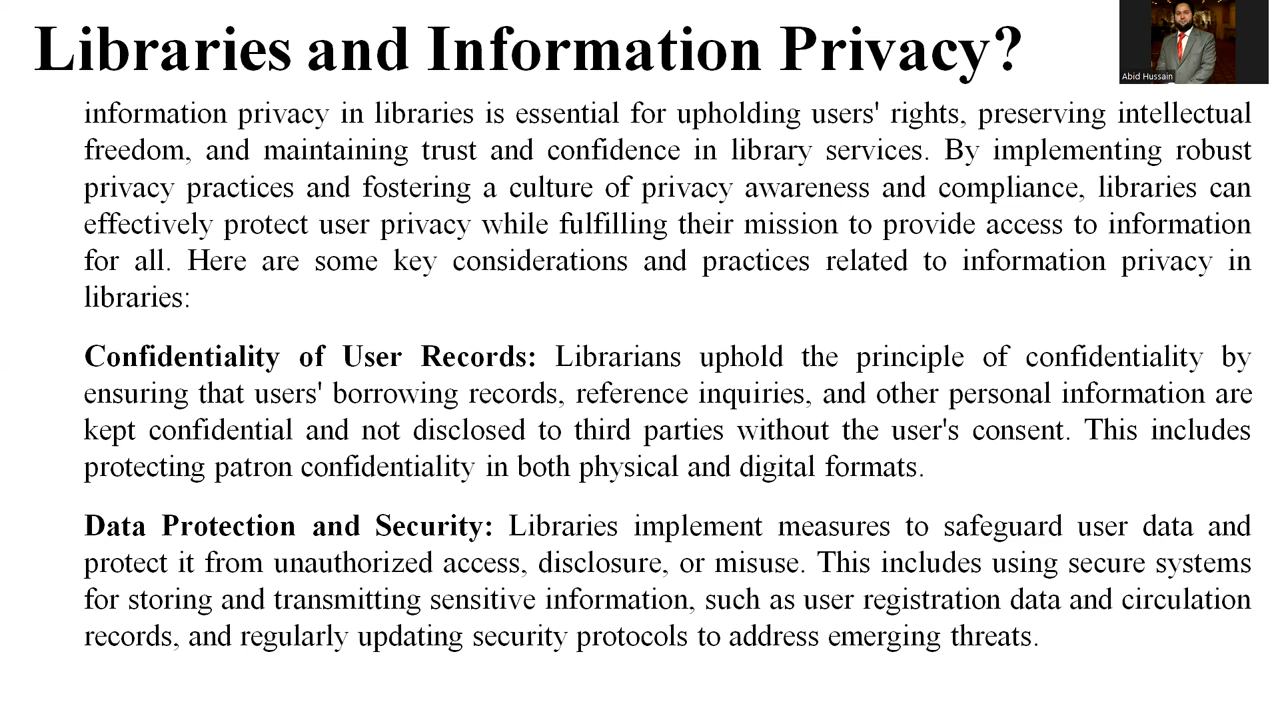 Libraries and Information Privacy?
Abid Hussain
information privacy in libraries is essential for upholding users' rights, preserving intellectual
freedom, and maintaining trust and confidence in library services. By implementing robust
privacy practices and fostering a culture of privacy awareness and compliance, libraries can
effectively protect user privacy while fulfilling their mission to provide access to information
for all. Here are some key considerations and practices related to information privacy in
libraries:
Confidentiality of User Records: Librarians uphold the principle of confidentiality by
ensuring that users' borrowing records, reference inquiries, and other personal information are
kept confidential and not disclosed to third parties without the user's consent. This includes
protecting patron confidentiality in both physical and digital formats.
Data Protection and Security: Libraries implement measures to safeguard user data and
protect it from unauthorized access, disclosure, or misuse. This includes using secure systems
for storing and transmitting sensitive information, such as user registration data and circulation
records, and regularly updating security protocols to address emerging threats.